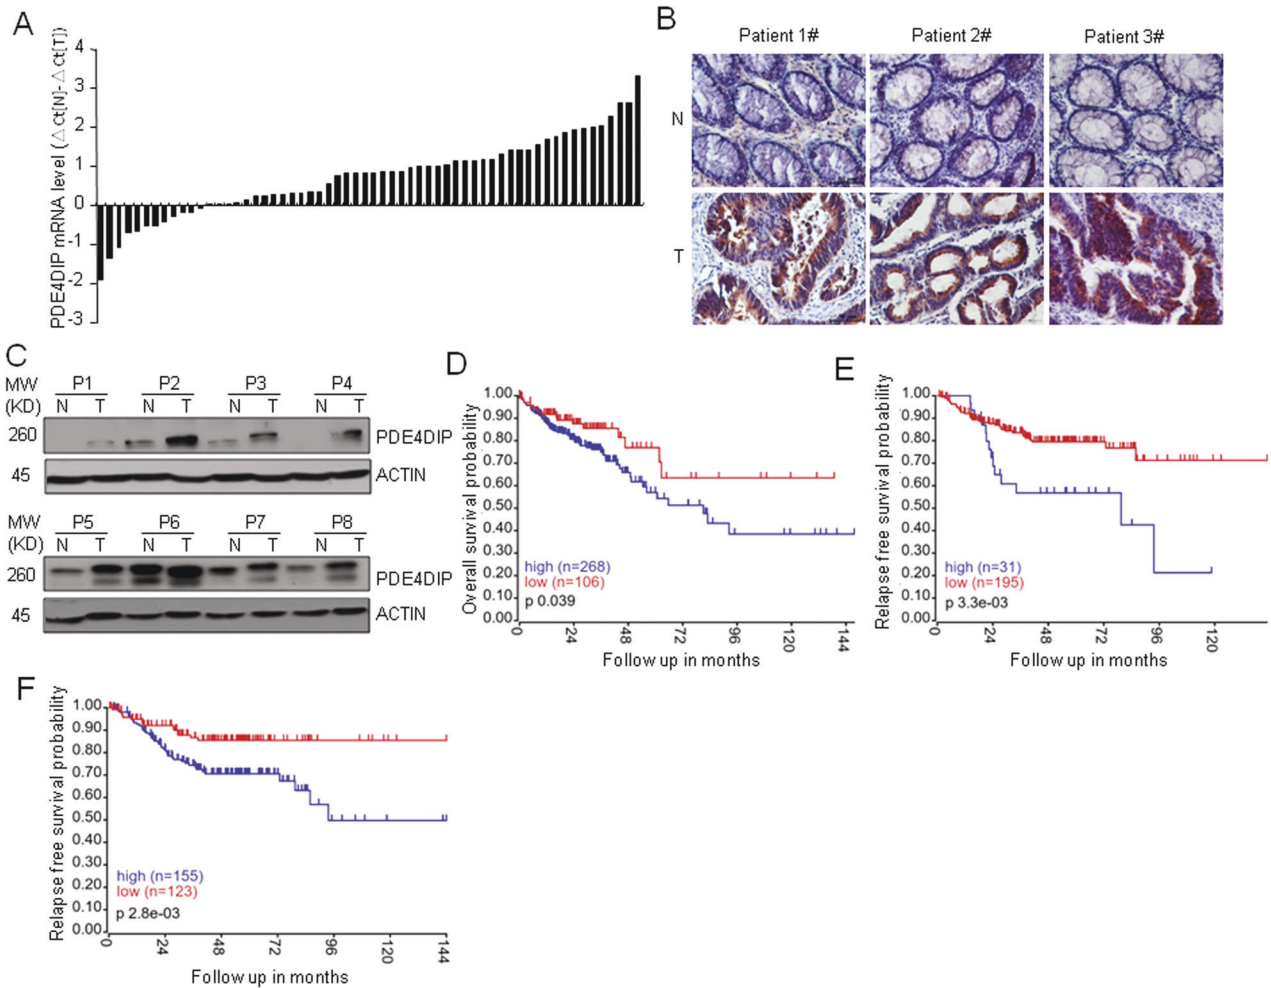 A
PDE4DIP mRNA level (△ct[N]-△ct[T])
4
3
2
1
0
-1
-2
-3
B
Patient 1# Patient 2# Patient 3#
N
T
C
MW (KD)
P1 P2 P3 P4
N T N T N T N T
260 PDE4DIP
45 ACTIN
MW (KD)
P5 P6 P7 P8
N T N T N T N T
260 PDE4DIP
45 ACTIN
D
Overall survival probability
1.00
0.90
0.80
0.70
0.60
0.50
0.40
0.30
0.20
0.10
0.00
high (n=268)
low (n=106)
p 0.039
0 24 48 72 96 120 144
Follow up in months
E
Relapse free survival probability
1.00
0.90
0.80
0.70
0.60
0.50
0.40
0.30
0.20
0.10
0.00
high (n=31)
low (n=195)
p 3.3e-03
0 24 48 72 96 120
Follow up in months
F
Relapse free survival probability
1.00
0.90
0.80
0.70
0.60
0.50
0.40
0.30
0.20
0.10
0.00
high (n=155)
low (n=123)
p 2.8e-03
0 24 48 72 96 120 144
Follow up in months